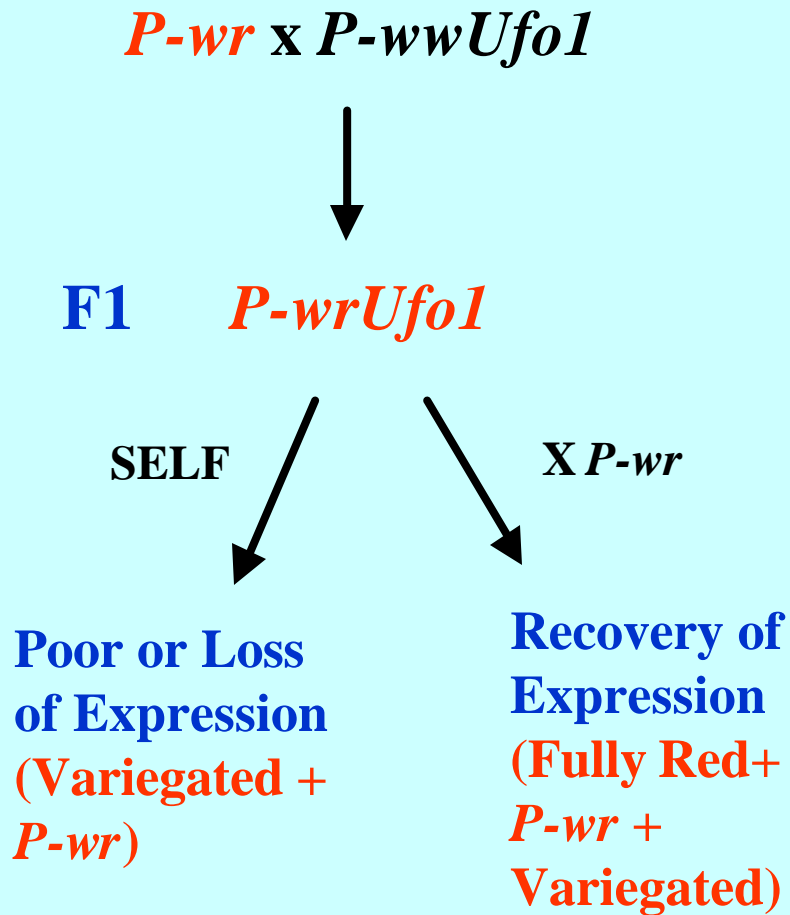 P-wr x P-wwUfo1
F1 P-wrUfo1
SELF
X P-wr
Poor or Loss
of Expression
(Variegated +
P-wr)
Recovery of
Expression
(Fully Red+
P-wr +
Variegated)